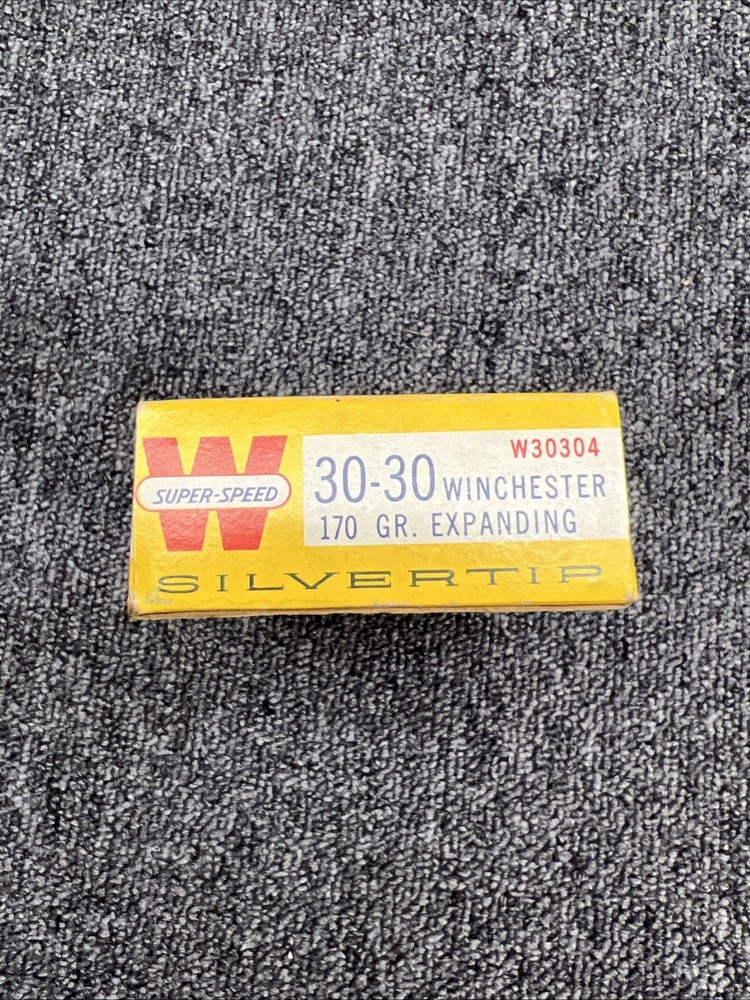 W
SUPER-SPEED
W30304
30-30 WINCHESTER
170 GR. EXPANDING
SILVERTIP